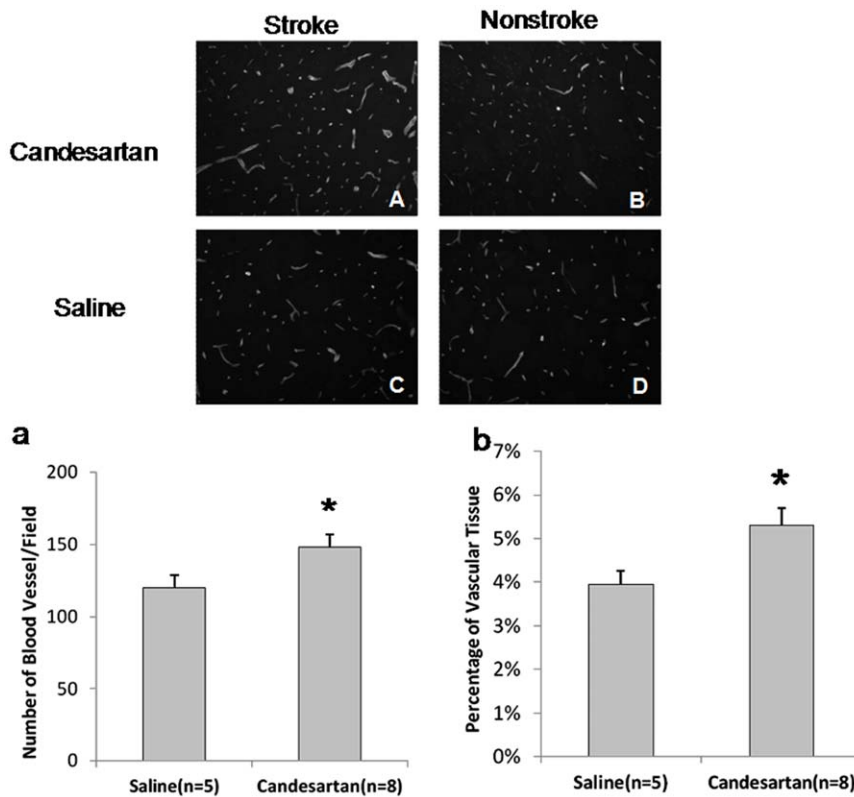 Stroke
Nonstroke
Candesartan
A
B
Saline
C
D
a
200
150
100
50
0
Number of Blood Vessel/Field
*
Saline(n=5)
Candesartan(n=8)
b
7%
6%
5%
4%
3%
2%
1%
0%
Percentage of Vascular Tissue
*
Saline(n=5)
Candesartan(n=8)